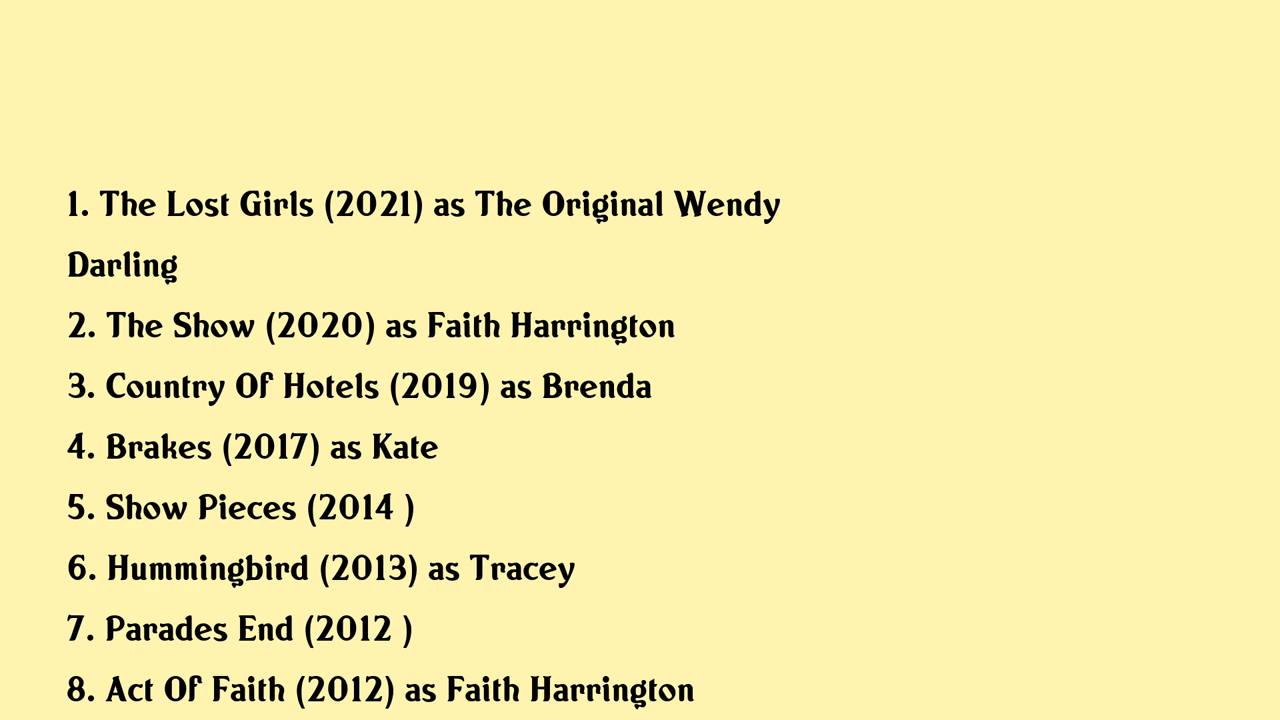 1. The Lost Girls (2021) as The Original Wendy
Darling
2. The Show (2020) as Faith Harrington
3. Country Of Hotels (2019) as Brenda
4. Brakes (2017) as Kate
5. Show Pieces (2014 )
6. Hummingbird (2013) as Tracey
7. Parades End (2012 )
8. Act Of Faith (2012) as Faith Harrington